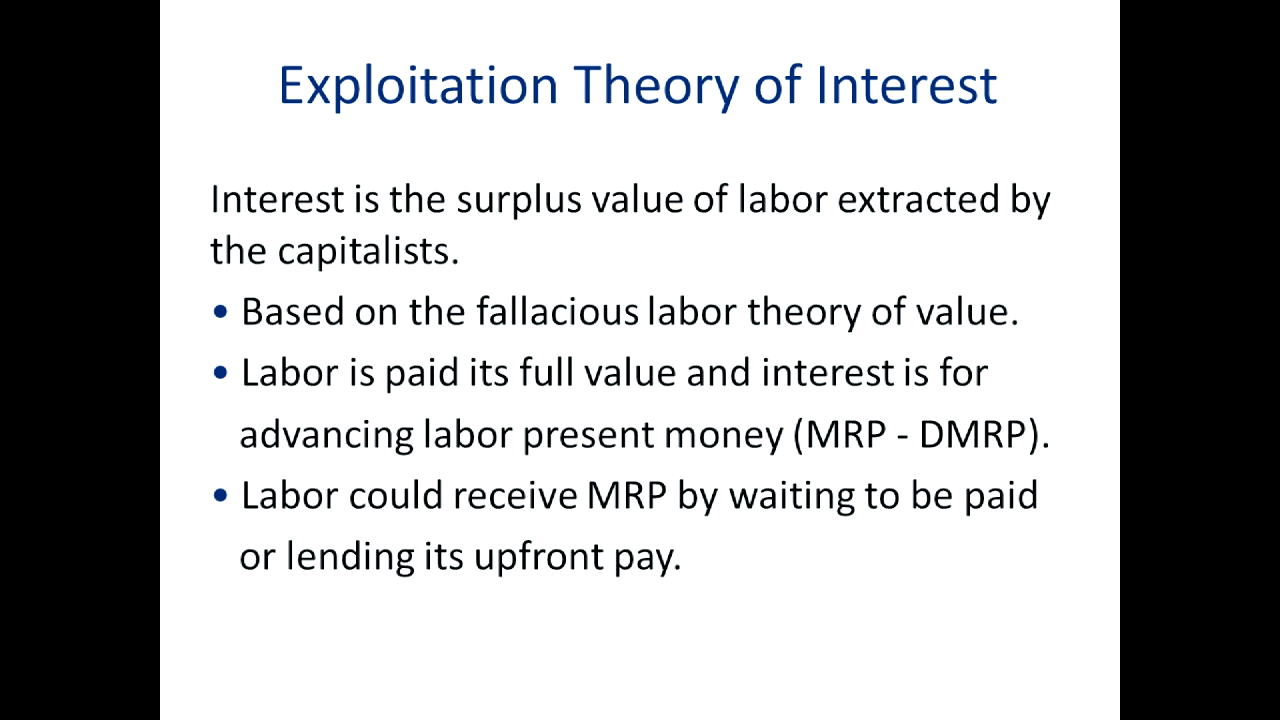 Exploitation Theory of Interest
Interest is the surplus value of labor extracted by
the capitalists.
• Based on the fallacious labor theory of value.
• Labor is paid its full value and interest is for
advancing labor present money (MRP - DMRP).
• Labor could receive MRP by waiting to be paid
or lending its upfront pay.